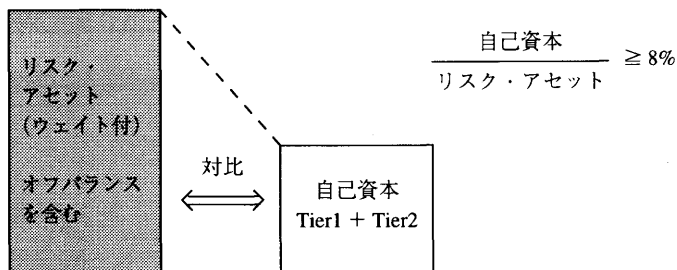 リスク・
アセット
(ウェイト付)
オフバランス
を含む
対比
自己資本
Tier1 + Tier2
自己資本
リスク・アセット
≧ 8%